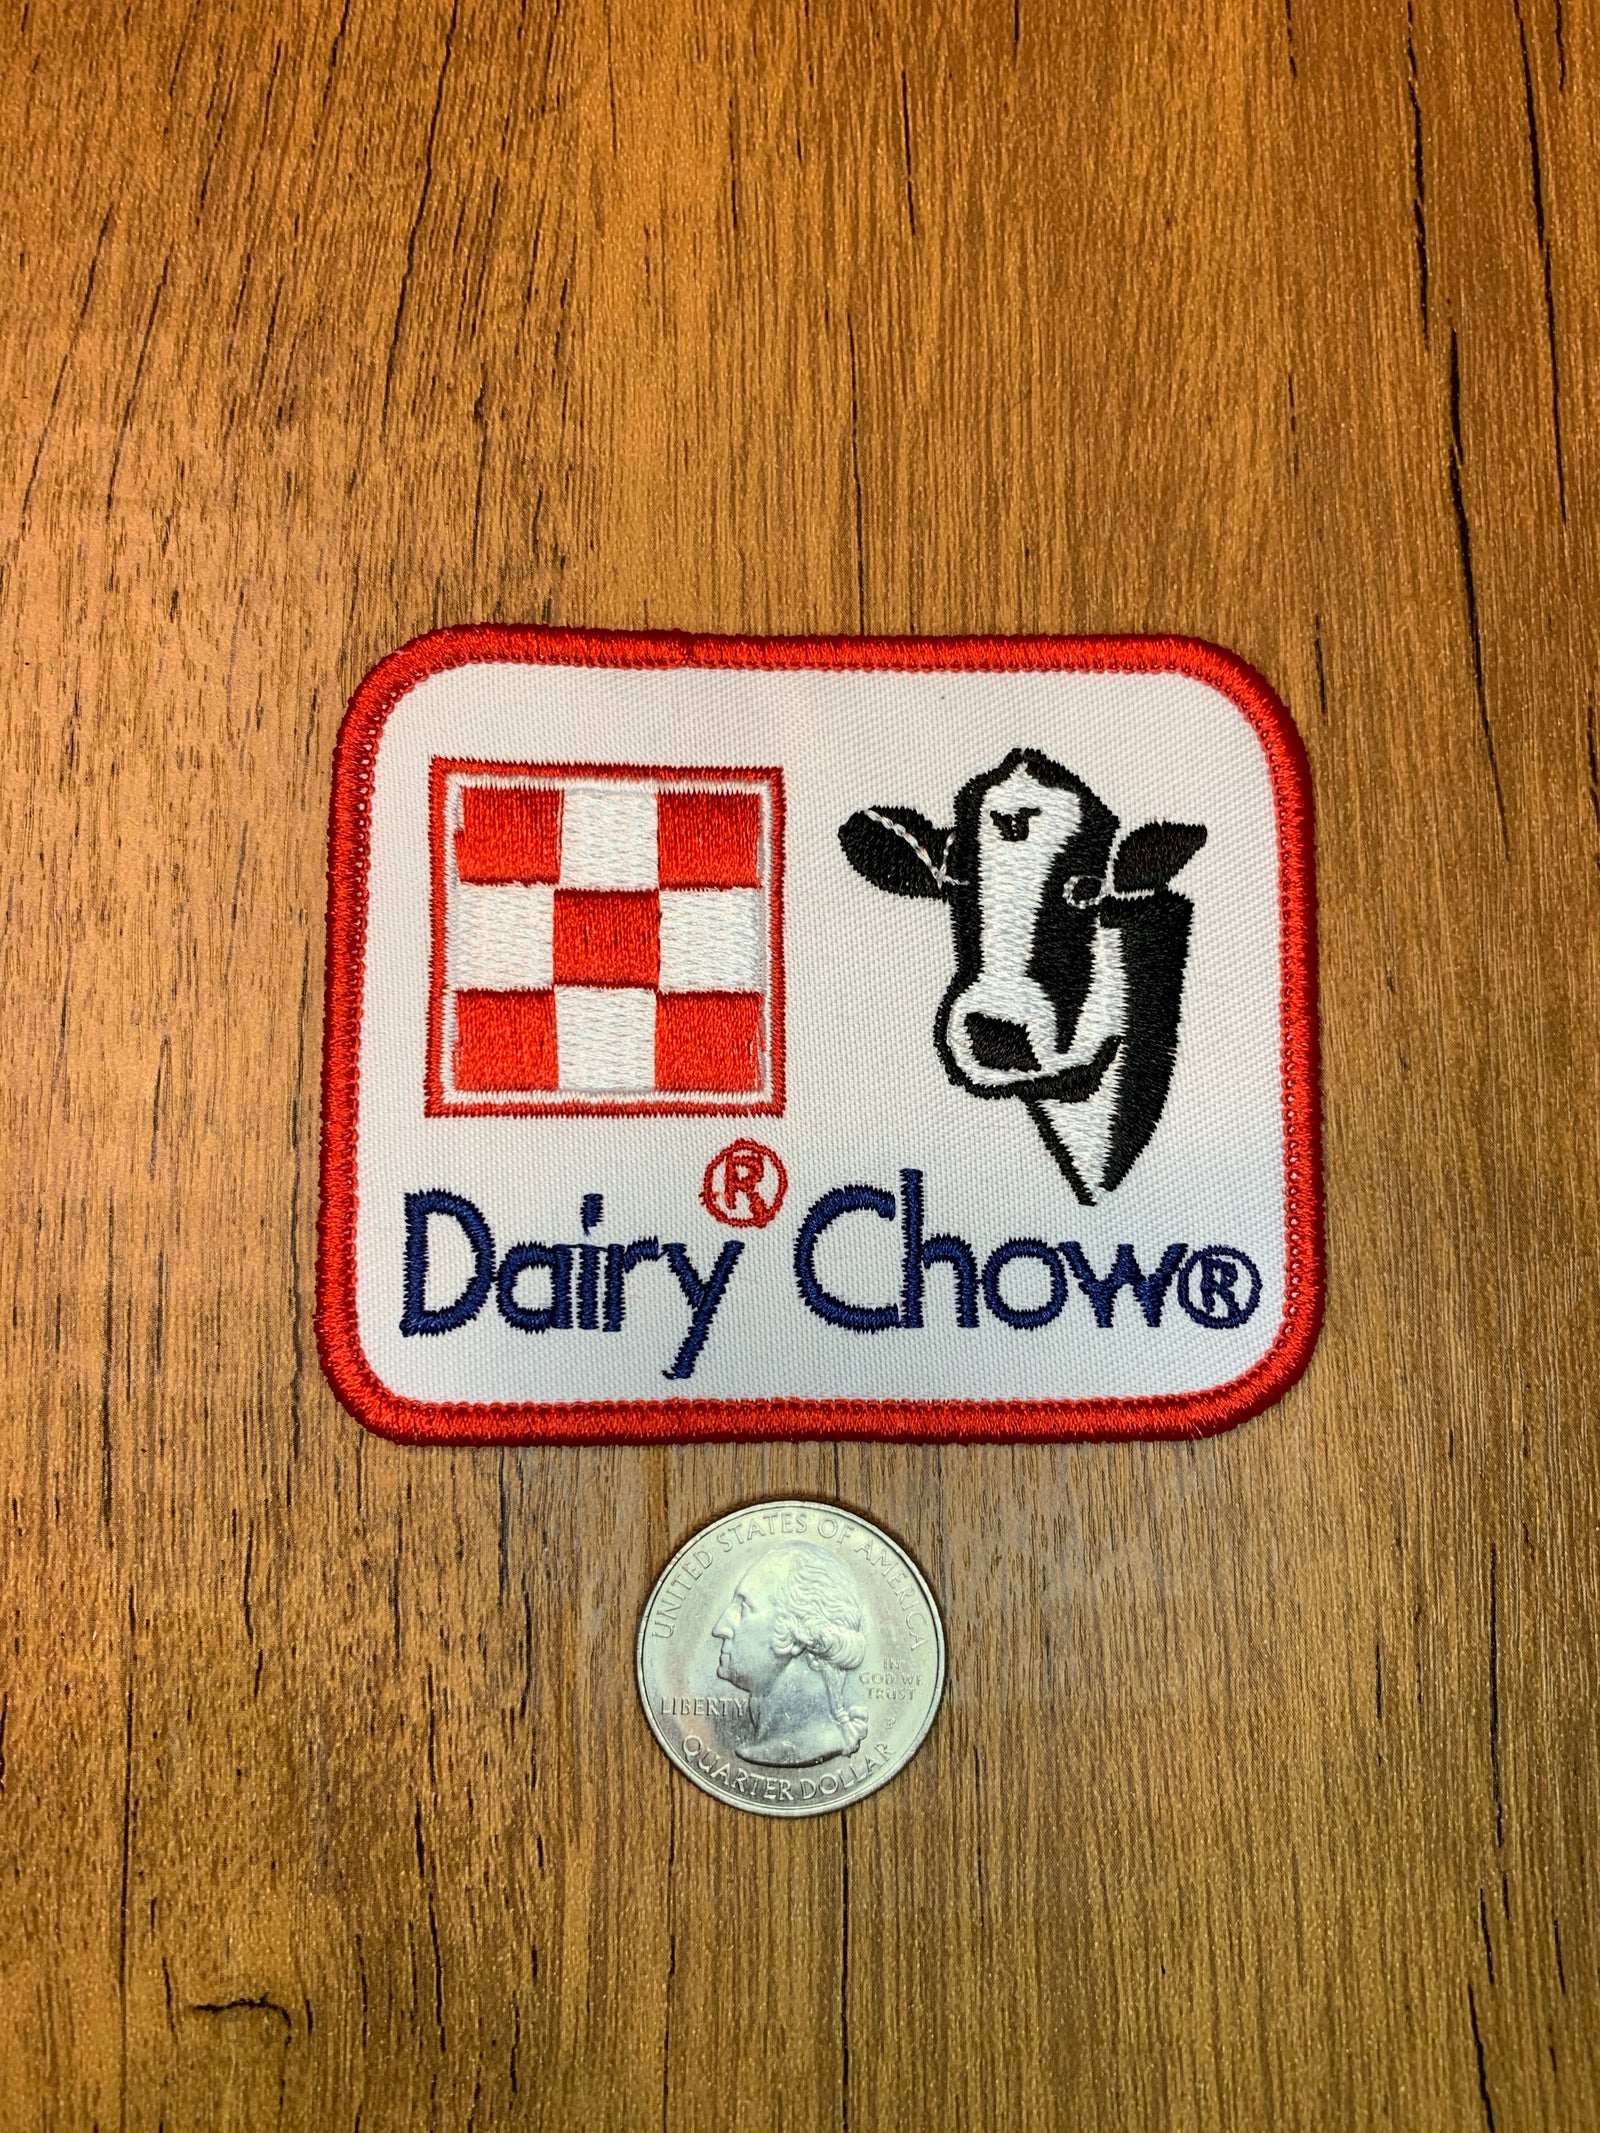 ®
Dairy Chow®
UNITED STATES OF AMERICA
LIBERTY
IN
GOD WE
TRUST
P
QUARTER DOLLAR